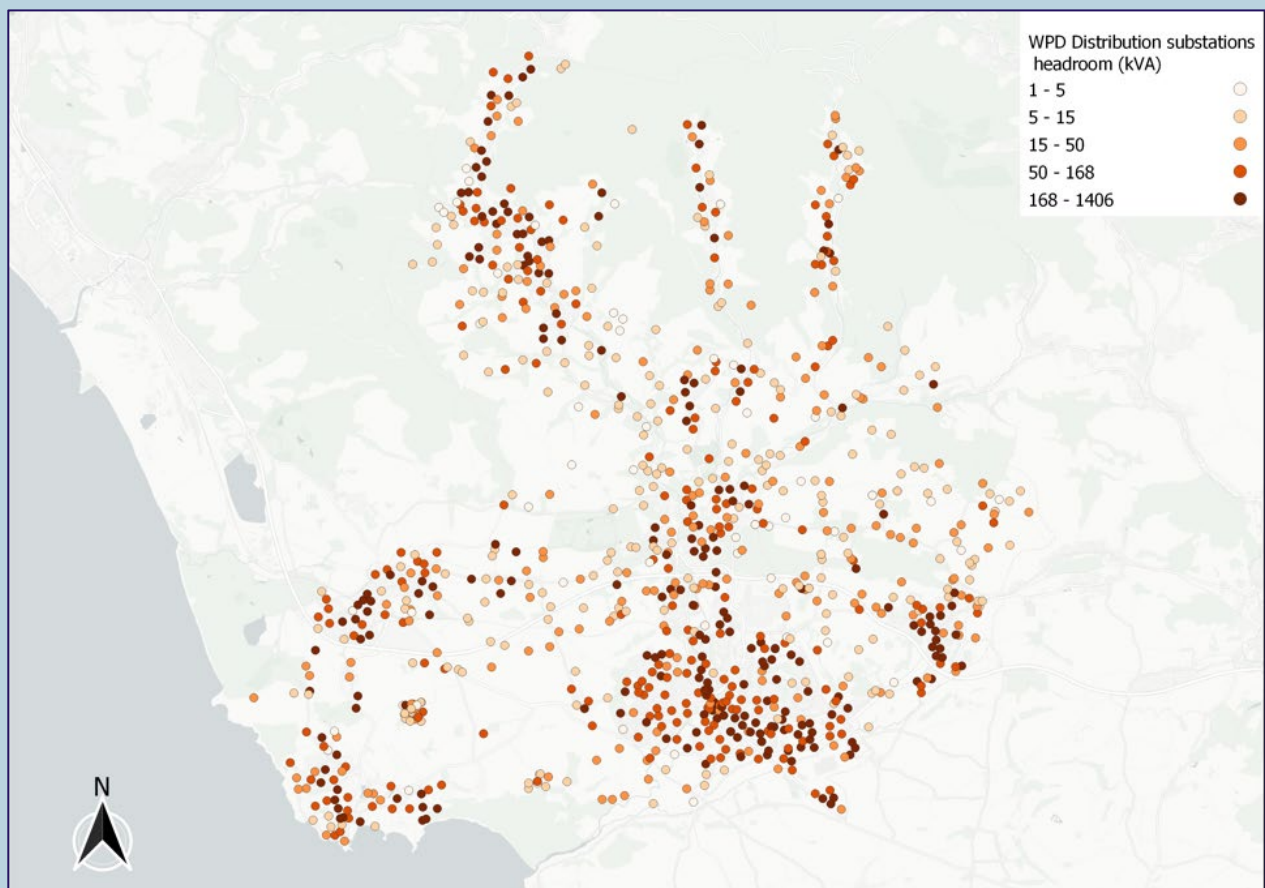 WPD Distribution substations
headroom (kVA)
1 - 5
5 - 15
15 - 50
50 - 168
168 - 1406
N